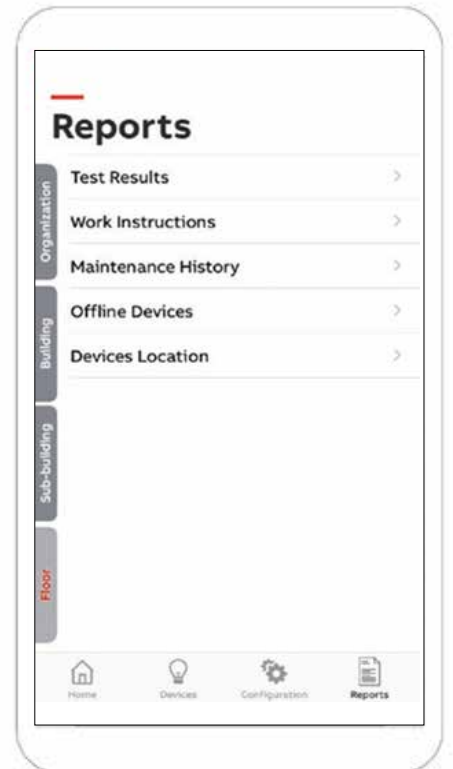 Reports
Organization
Building
Sub-building
Floor
Test Results
Work Instructions
Maintenance History
Offline Devices
Devices Location
Home
Devices
Configuration
Reports